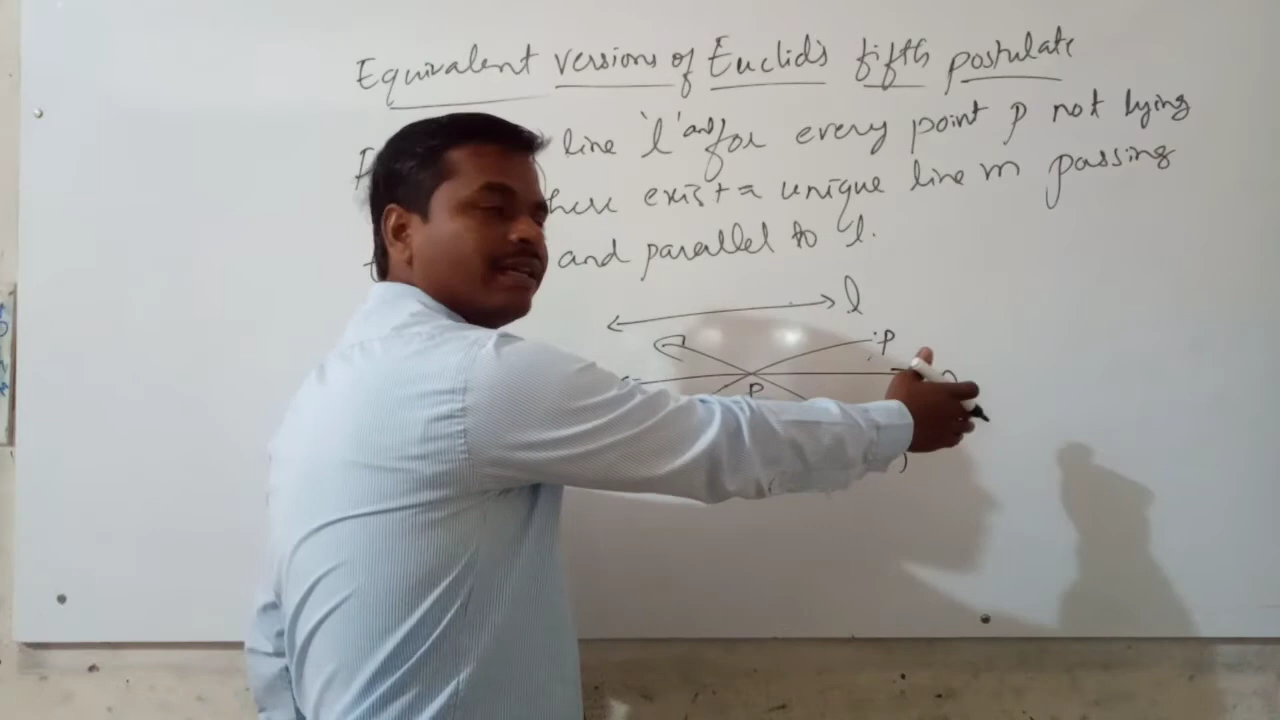 Equivalent versions of Euclid's fifth postulate
line 'l' and for every point p not lying
exist a unique line m passing
and parallel to l.
l
P
P